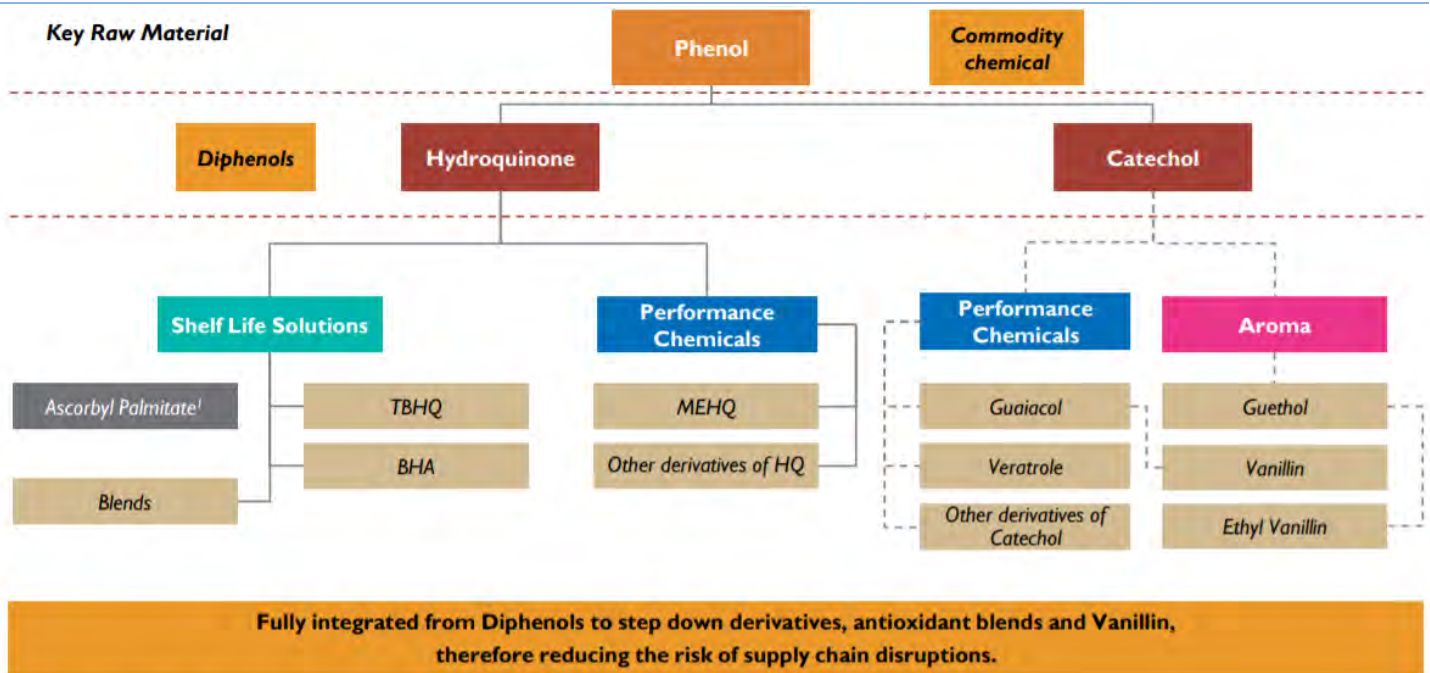 Key Raw Material
Phenol
Commodity
chemical
Diphenols
Hydroquinone
Catechol
Shelf Life Solutions
Performance
Chemicals
Performance
Chemicals
Aroma
Ascorbyl Palmitate¹
TBHQ
MEHQ
Guaiacol
Guethol
BHA
Other derivatives of HQ
Veratrole
Vanillin
Blends
Other derivatives of
Catechol
Ethyl Vanillin
Fully integrated from Diphenols to step down derivatives, antioxidant blends and Vanillin,
therefore reducing the risk of supply chain disruptions.